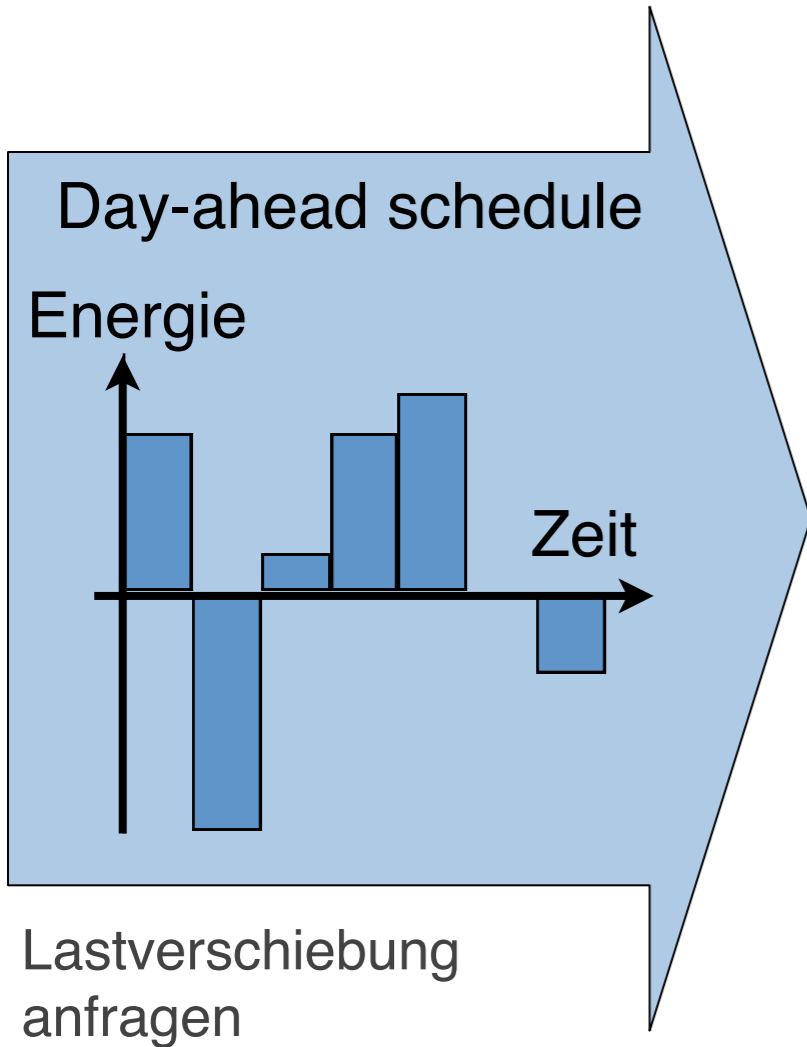 Day-ahead schedule
Energie
Zeit
Lastverschiebung
anfragen